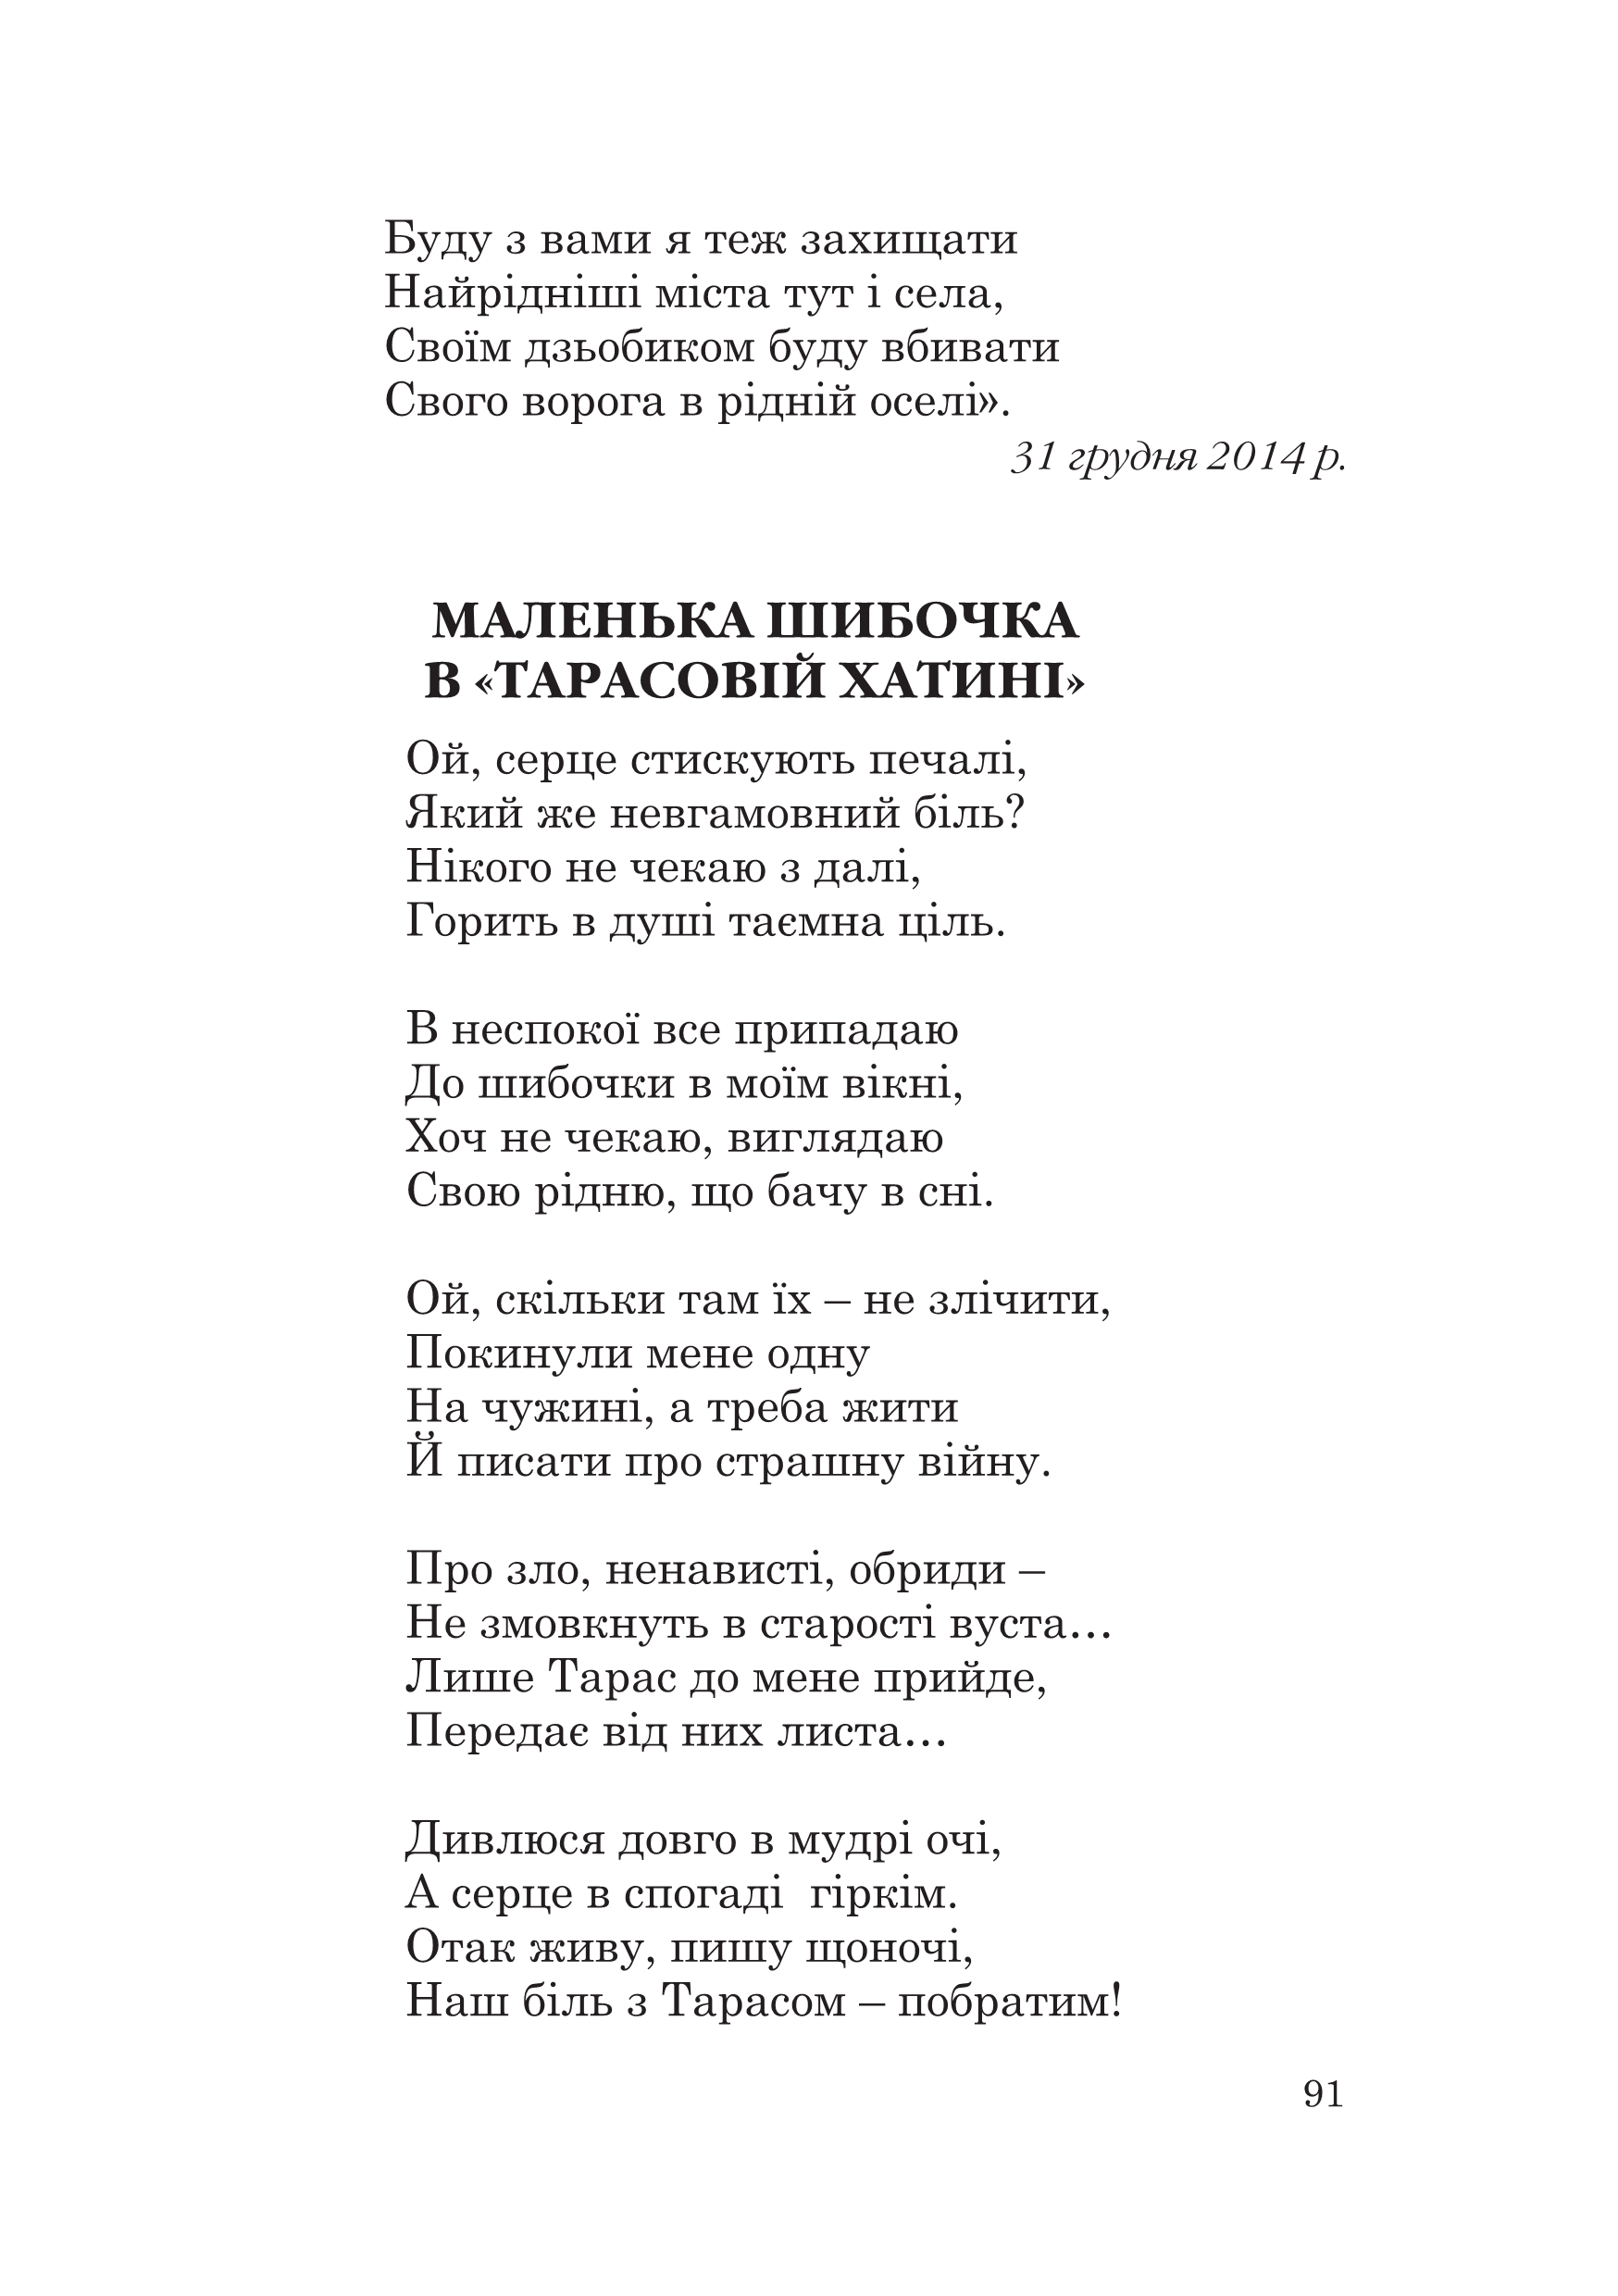 Буду з вами я теж захищати
Найрідніші міста тут і села,
Своїм дзьобиком буду вбивати
Свого ворога в рідній оселі».
31 грудня 2014 р.
МАЛЕНЬКА ШИБОЧКА
В «ТАРАСОВІЙ ХАТИНІ»
Ой, серце стискують печалі,
Який же невгамовний біль?
Нікого не чекаю з далі,
Горить в душі таємна ціль.
В неспокої все припадаю
До шибочки в моїм вікні,
Хоч не чекаю, виглядаю
Свою рідню, що бачу в сні.
Ой, скільки там їх – не злічити,
Покинули мене одну
На чужині, а треба жити
Й писати про страшну війну.
Про зло, ненависті, обриди –
Не змовкнуть в старості вуста...
Лише Тарас до мене прийде,
Передає від них листа...
Дивлюся довго в мудрі очі,
А серце в спогаді  гіркім.
Отак живу, пишу щоночі,
Наш біль з Тарасом – побратим!
91